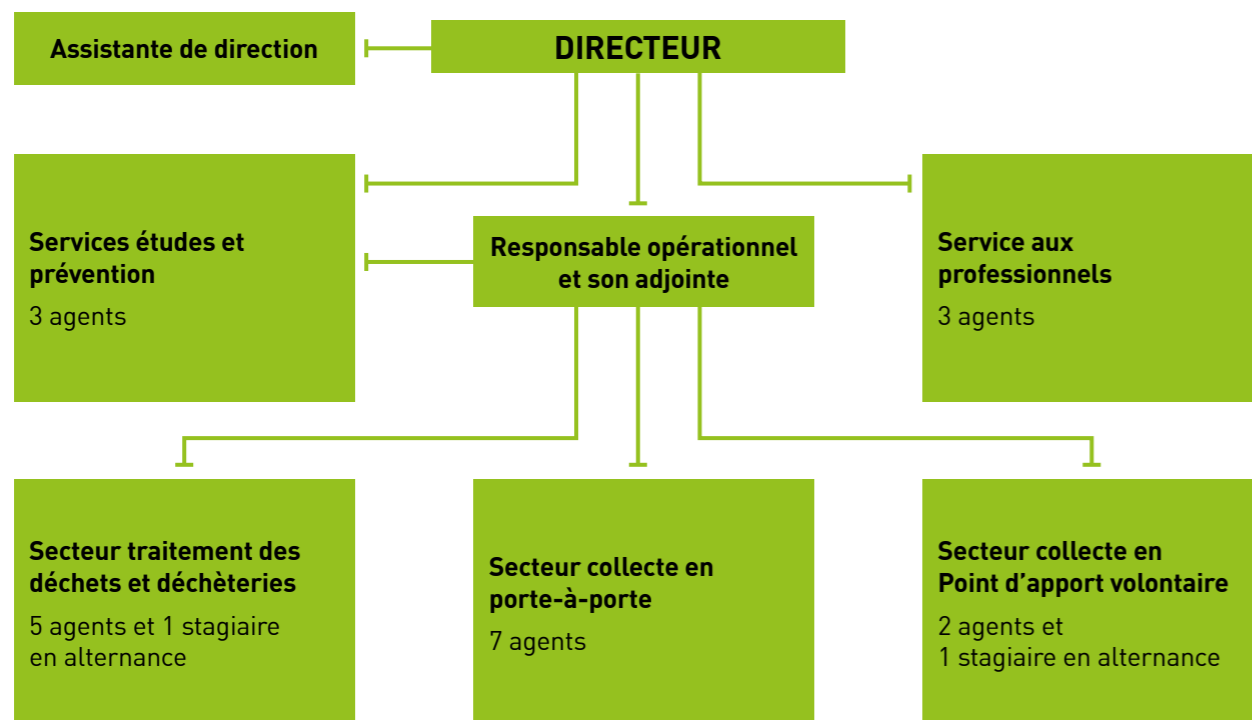 Assistante de direction
DIRECTEUR
Services études et
prévention
3 agents
Responsable opérationnel
et son adjointe
Service aux
professionnels
3 agents
Secteur traitement des
déchets et déchèteries
5 agents et 1 stagiaire
en alternance
Secteur collecte en
porte-à-porte
7 agents
Secteur collecte en
Point d’apport volontaire
2 agents et
1 stagiaire en alternance